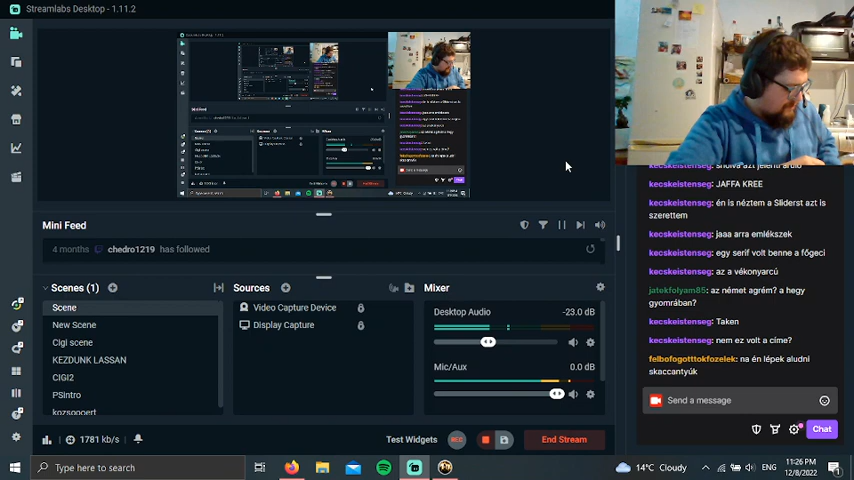 Streamlabs Desktop - 1.11.2
Mini Feed
4 months chedro1219 has followed
Scenes (1)
Scene
New Scene
Cigi scene
KEZDUNK LASSAN
CIGI2
PSintro
kozsopoert
Sources
Video Capture Device
Display Capture
Mixer
Desktop Audio -23.0 dB
Mic/Aux 0.0 dB
1781 kb/s
Test Widgets
REC
End Stream
kecskeistenseg: JAFFA KREE
kecskeistenseg: én is néztem a Sliderst azt is
szerettem
kecskeistenseg: jaaa arra emlékszek
kecskeistenseg: egy serif volt benne a főgeci
kecskeistenseg: az a vékonyarcú
jatekfolyam85: az német agrém? a hegy
gyomrában?
kecskeistenseg: Taken
kecskeistenseg: nem ez volt a címe?
felbofogotttokfozelek: na én lépek aludni
skaccantyúk
Send a message
Chat
Type here to search
14°C Cloudy
ENG
11:26 PM
12/8/2022